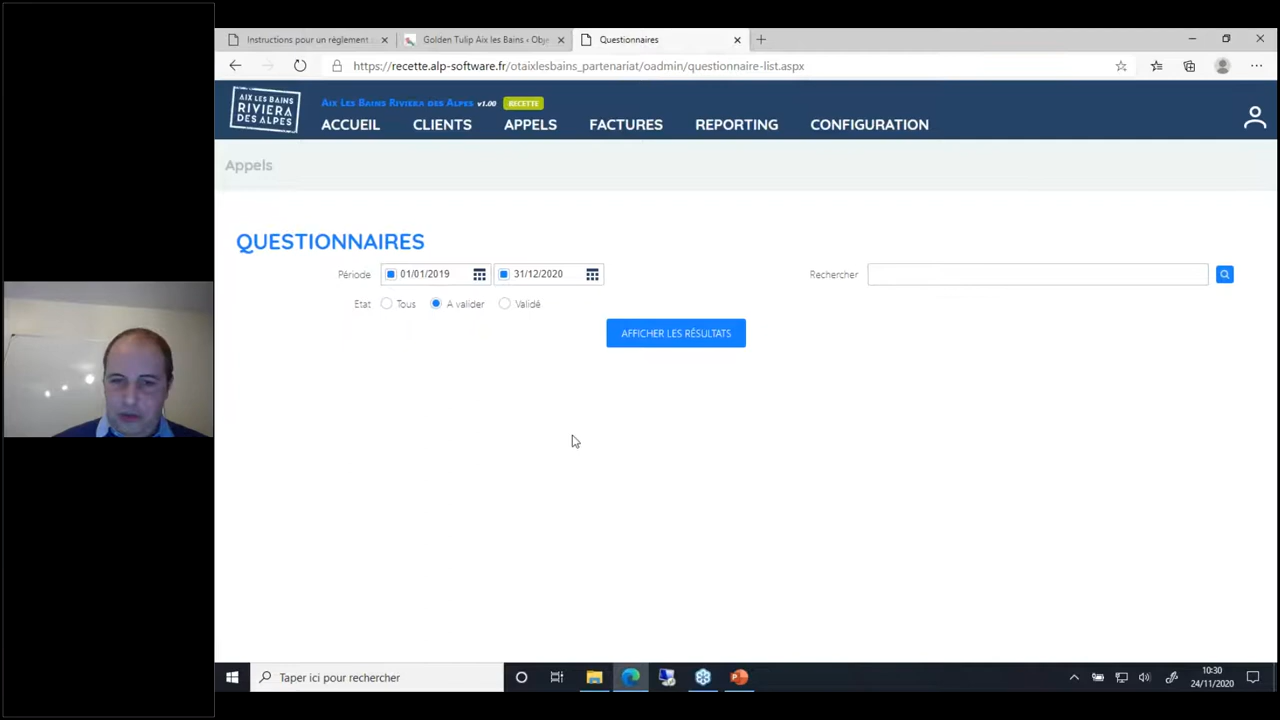 Instructions pour un règlement
Golden Tulip Aix les Bains ‹ Obje
Questionnaires
https://recette.alp-software.fr/otaixlesbains_partenariat/oadmin/questionnaire-list.aspx
AIX LES BAINS
RIVIERA
DES ALPES
Aix Les Bains Riviera des Alpes v1.00 RECETTE
ACCUEIL CLIENTS APPELS FACTURES REPORTING CONFIGURATION
Appels
QUESTIONNAIRES
Période 01/01/2019 31/12/2020 Rechercher
Etat Tous A valider Validé
AFFICHER LES RÉSULTATS
Taper ici pour rechercher
10:30
24/11/2020